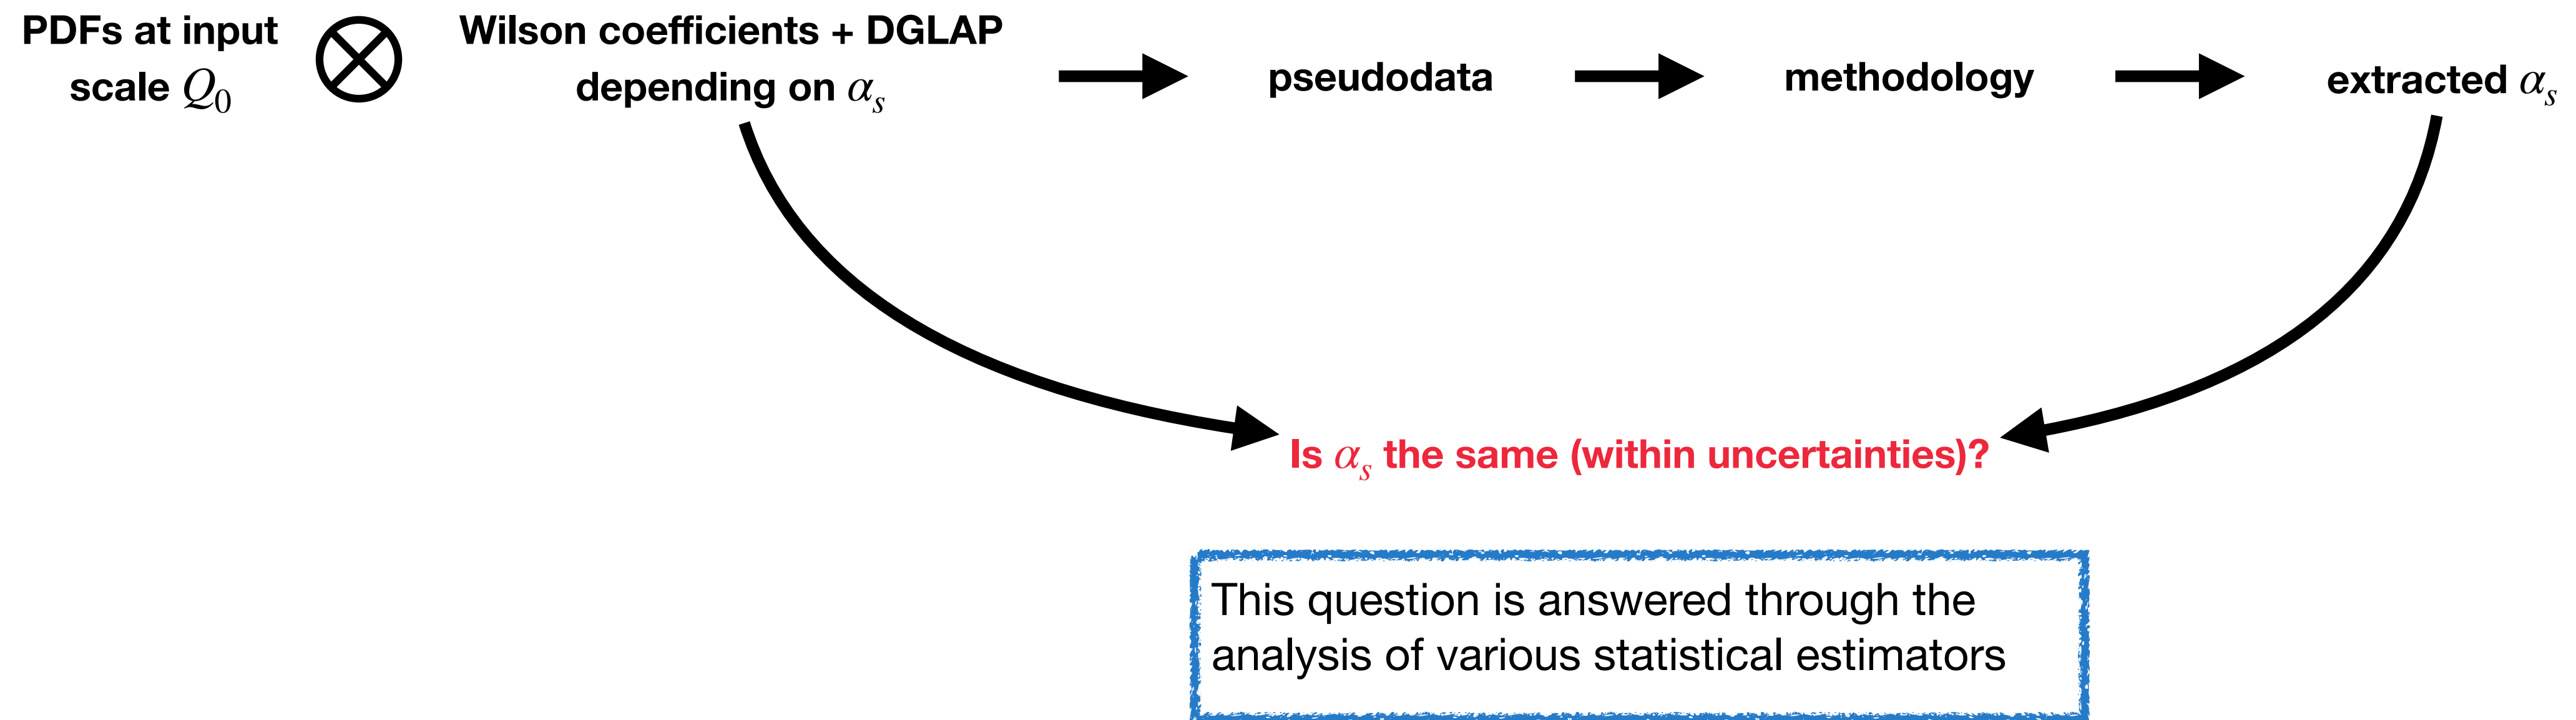 PDFs at input
scale Q₀
Wilson coefficients + DGLAP
depending on αₛ
pseudodata
methodology
extracted αₛ
Is αₛ the same (within uncertainties)?
This question is answered through the
analysis of various statistical estimators